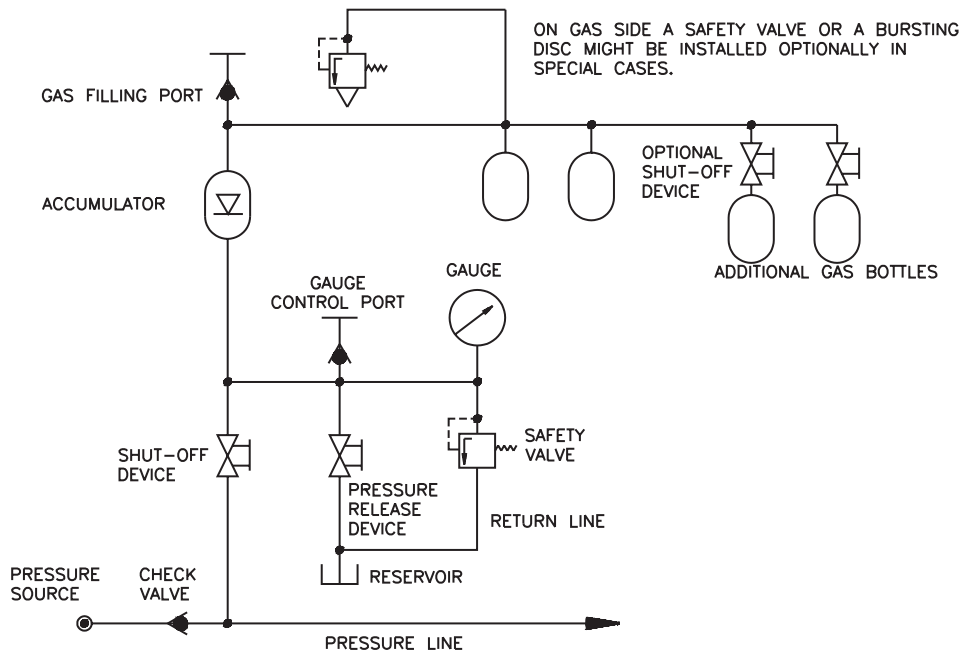 ON GAS SIDE A SAFETY VALVE OR A BURSTING
DISC MIGHT BE INSTALLED OPTIONALLY IN
SPECIAL CASES.
GAS FILLING PORT
OPTIONAL
SHUT-OFF
DEVICE
ACCUMULATOR
ADDITIONAL GAS BOTTLES
GAUGE
CONTROL PORT
GAUGE
SAFETY
VALVE
SHUT-OFF
DEVICE
PRESSURE
RELEASE
DEVICE
RETURN LINE
RESERVOIR
PRESSURE
SOURCE
CHECK
VALVE
PRESSURE LINE